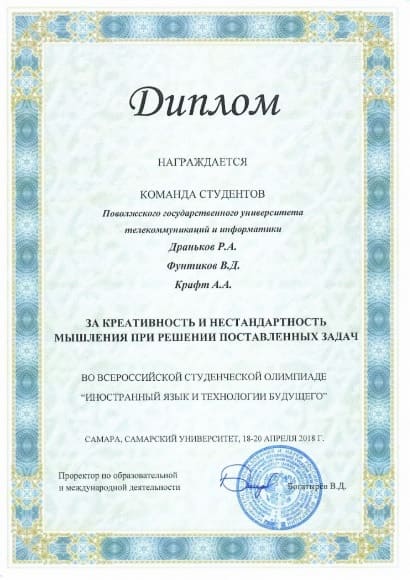 Диплом
НАГРАЖДАЕТСЯ
КОМАНДА СТУДЕНТОВ
Поволжского государственного университета
телекоммуникаций и информатики
Драньков Р.А.
Фунтиков В.Д.
Крафт А.А.
ЗА КРЕАТИВНОСТЬ И НЕСТАНДАРТНОСТЬ
МЫШЛЕНИЯ ПРИ РЕШЕНИИ ПОСТАВЛЕННЫХ ЗАДАЧ
ВО ВСЕРОССИЙСКОЙ СТУДЕНЧЕСКОЙ ОЛИМПИАДЕ
"ИНОСТРАННЫЙ ЯЗЫК И ТЕХНОЛОГИИ БУДУЩЕГО"
САМАРА, САМАРСКИЙ УНИВЕРСИТЕТ, 18-20 АПРЕЛЯ 2018 Г.
Проректор по образовательной
и международной деятельности
Богатырев В.Д.